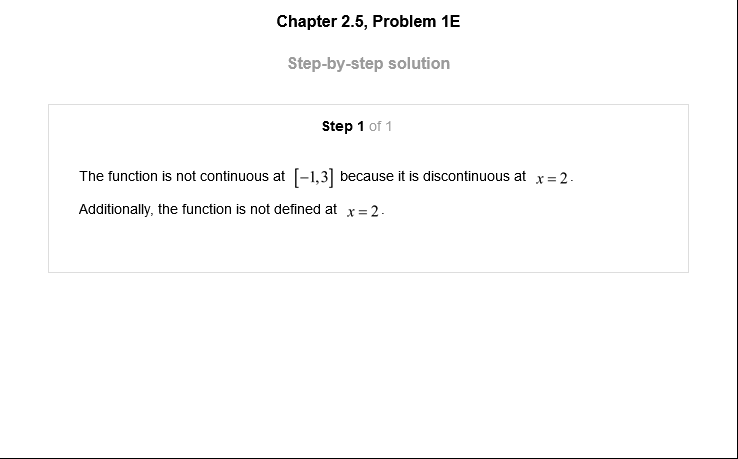 Chapter 2.5, Problem 1E
Step-by-step solution
Step 1 of 1
The function is not continuous at [−1,3] because it is discontinuous at x = 2.
Additionally, the function is not defined at x = 2.